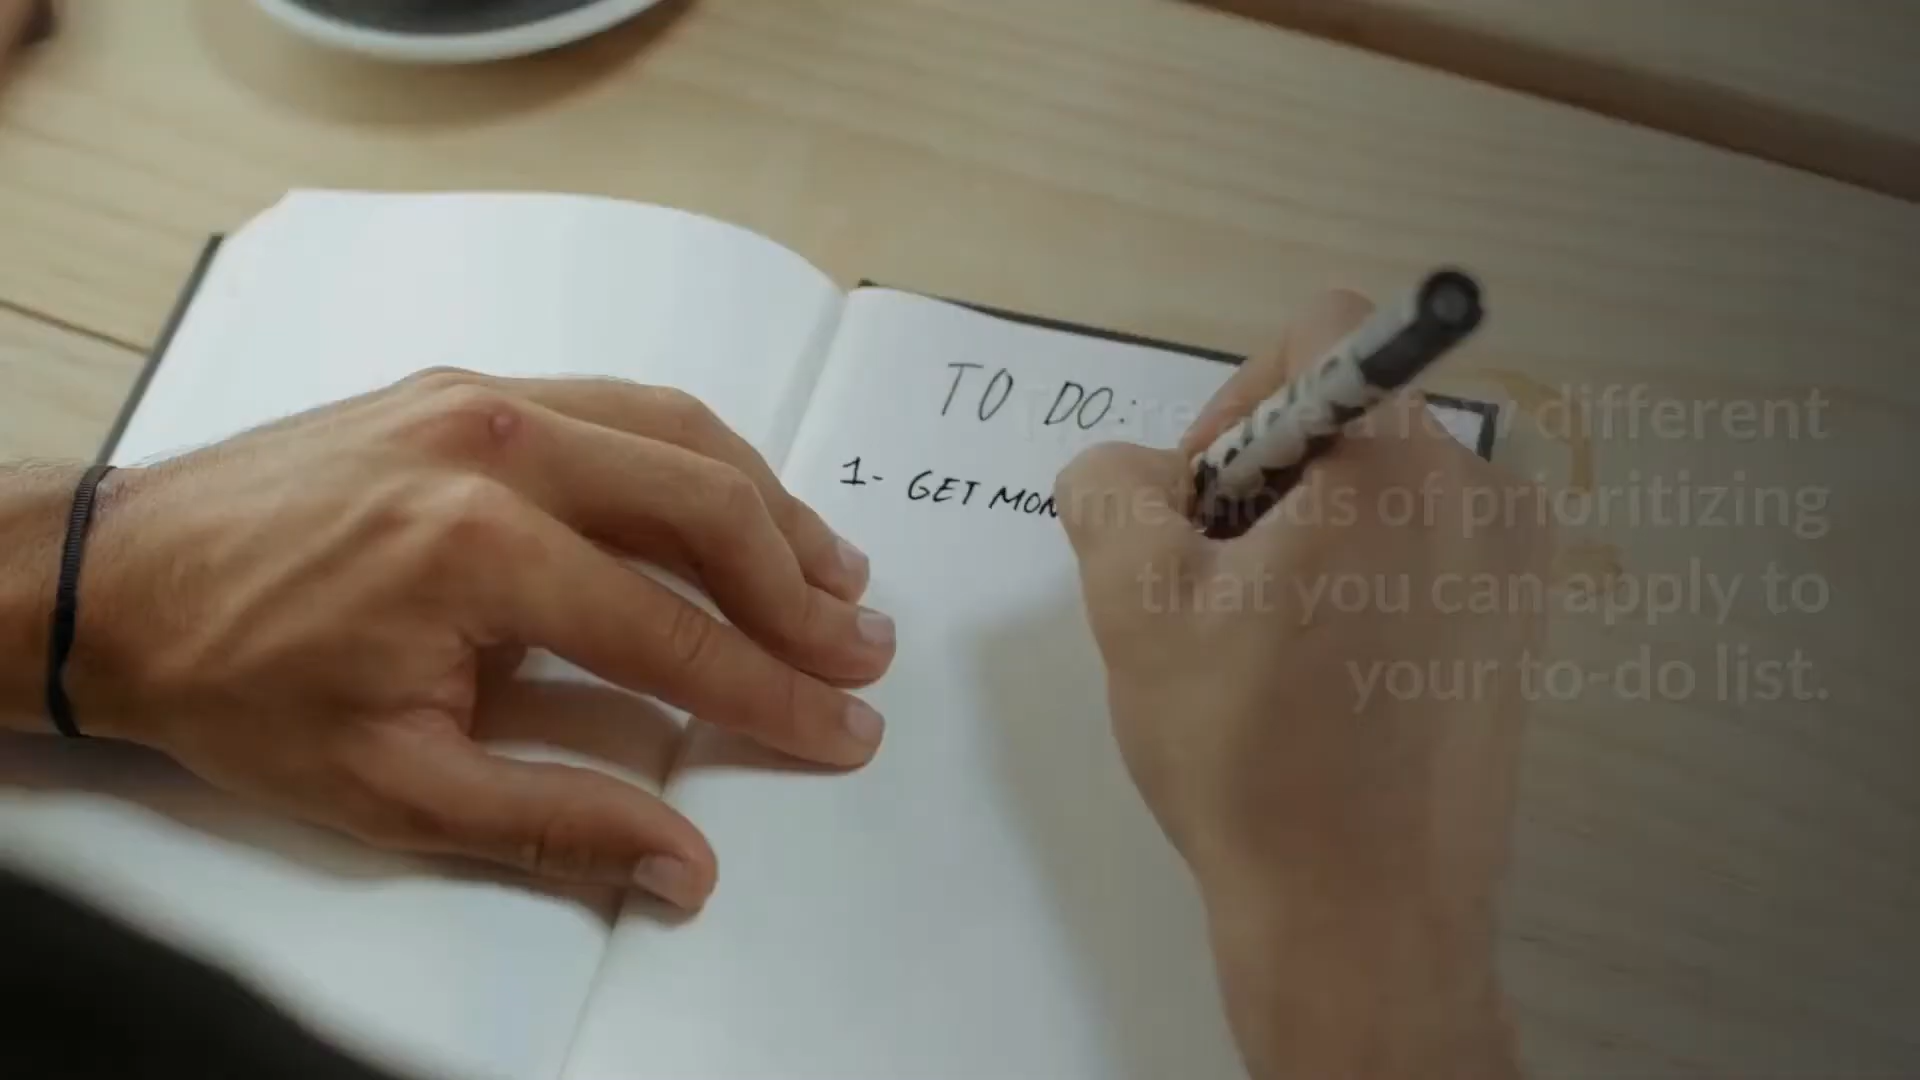 TO DO:
1- GET MON
There are a few different
methods of prioritizing
that you can apply to
your to-do list.